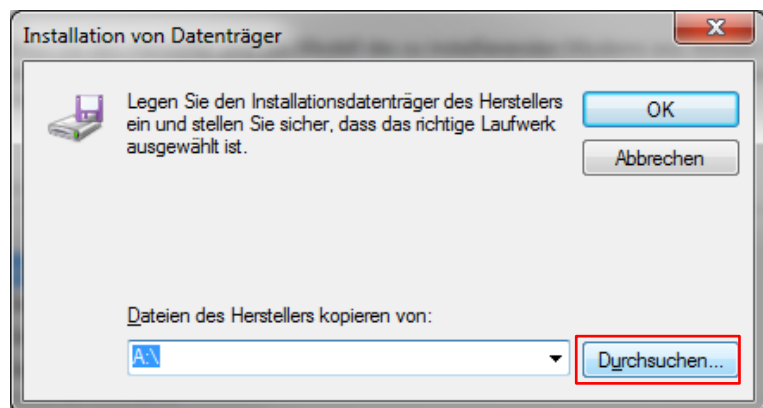 Installation von Datenträger
Legen Sie den Installationsdatenträger des Herstellers
ein und stellen Sie sicher, dass das richtige Laufwerk
ausgewählt ist.
OK
Abbrechen
Dateien des Herstellers kopieren von:
A:\
Durchsuchen...